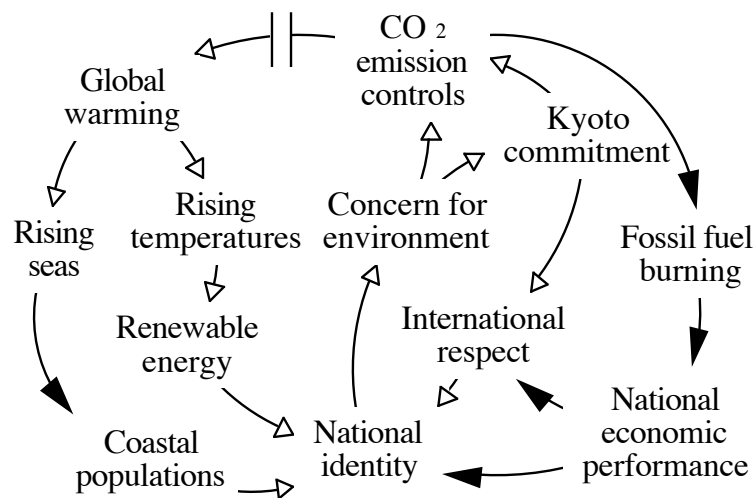 CO 2
emission
controls
Global
warming
Kyoto
commitment
Rising
seas
Rising
temperatures
Concern for
environment
Fossil fuel
burning
Renewable
energy
International
respect
Coastal
populations
National
identity
National
economic
performance